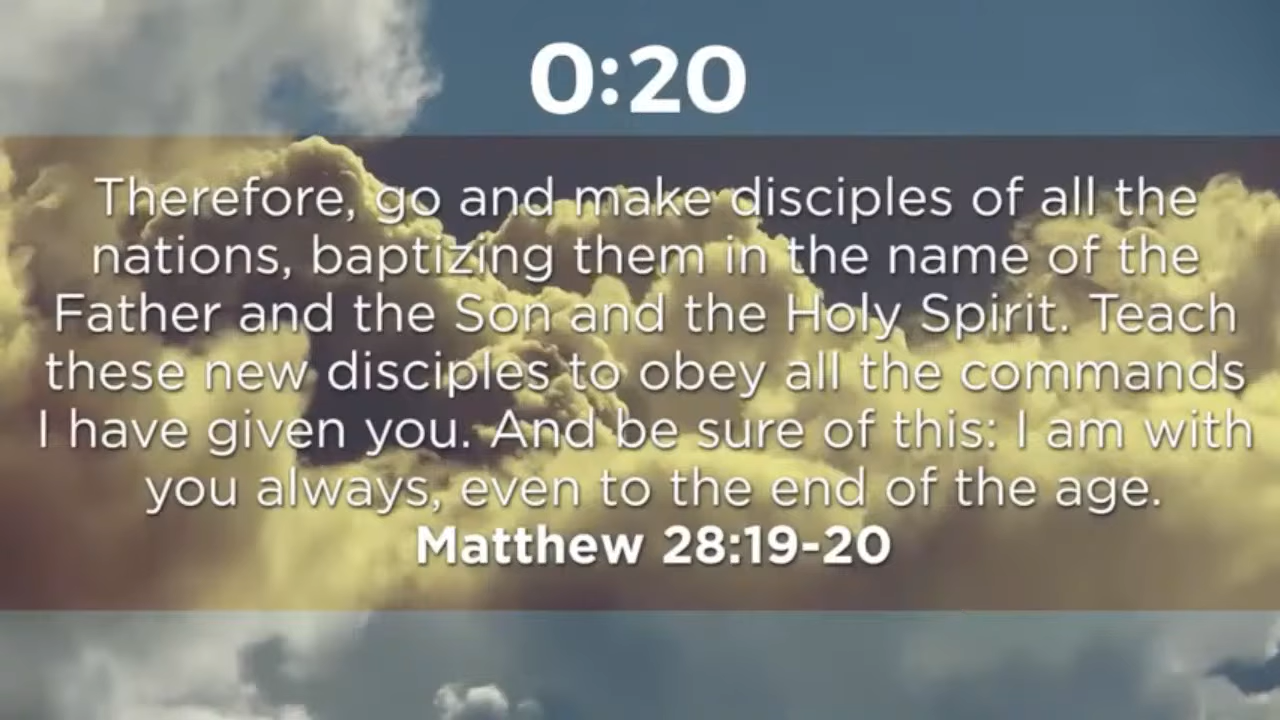 0:20
Therefore, go and make disciples of all the
nations, baptizing them in the name of the
Father and the Son and the Holy Spirit. Teach
these new disciples to obey all the commands
I have given you. And be sure of this: I am with
you always, even to the end of the age.
Matthew 28:19-20